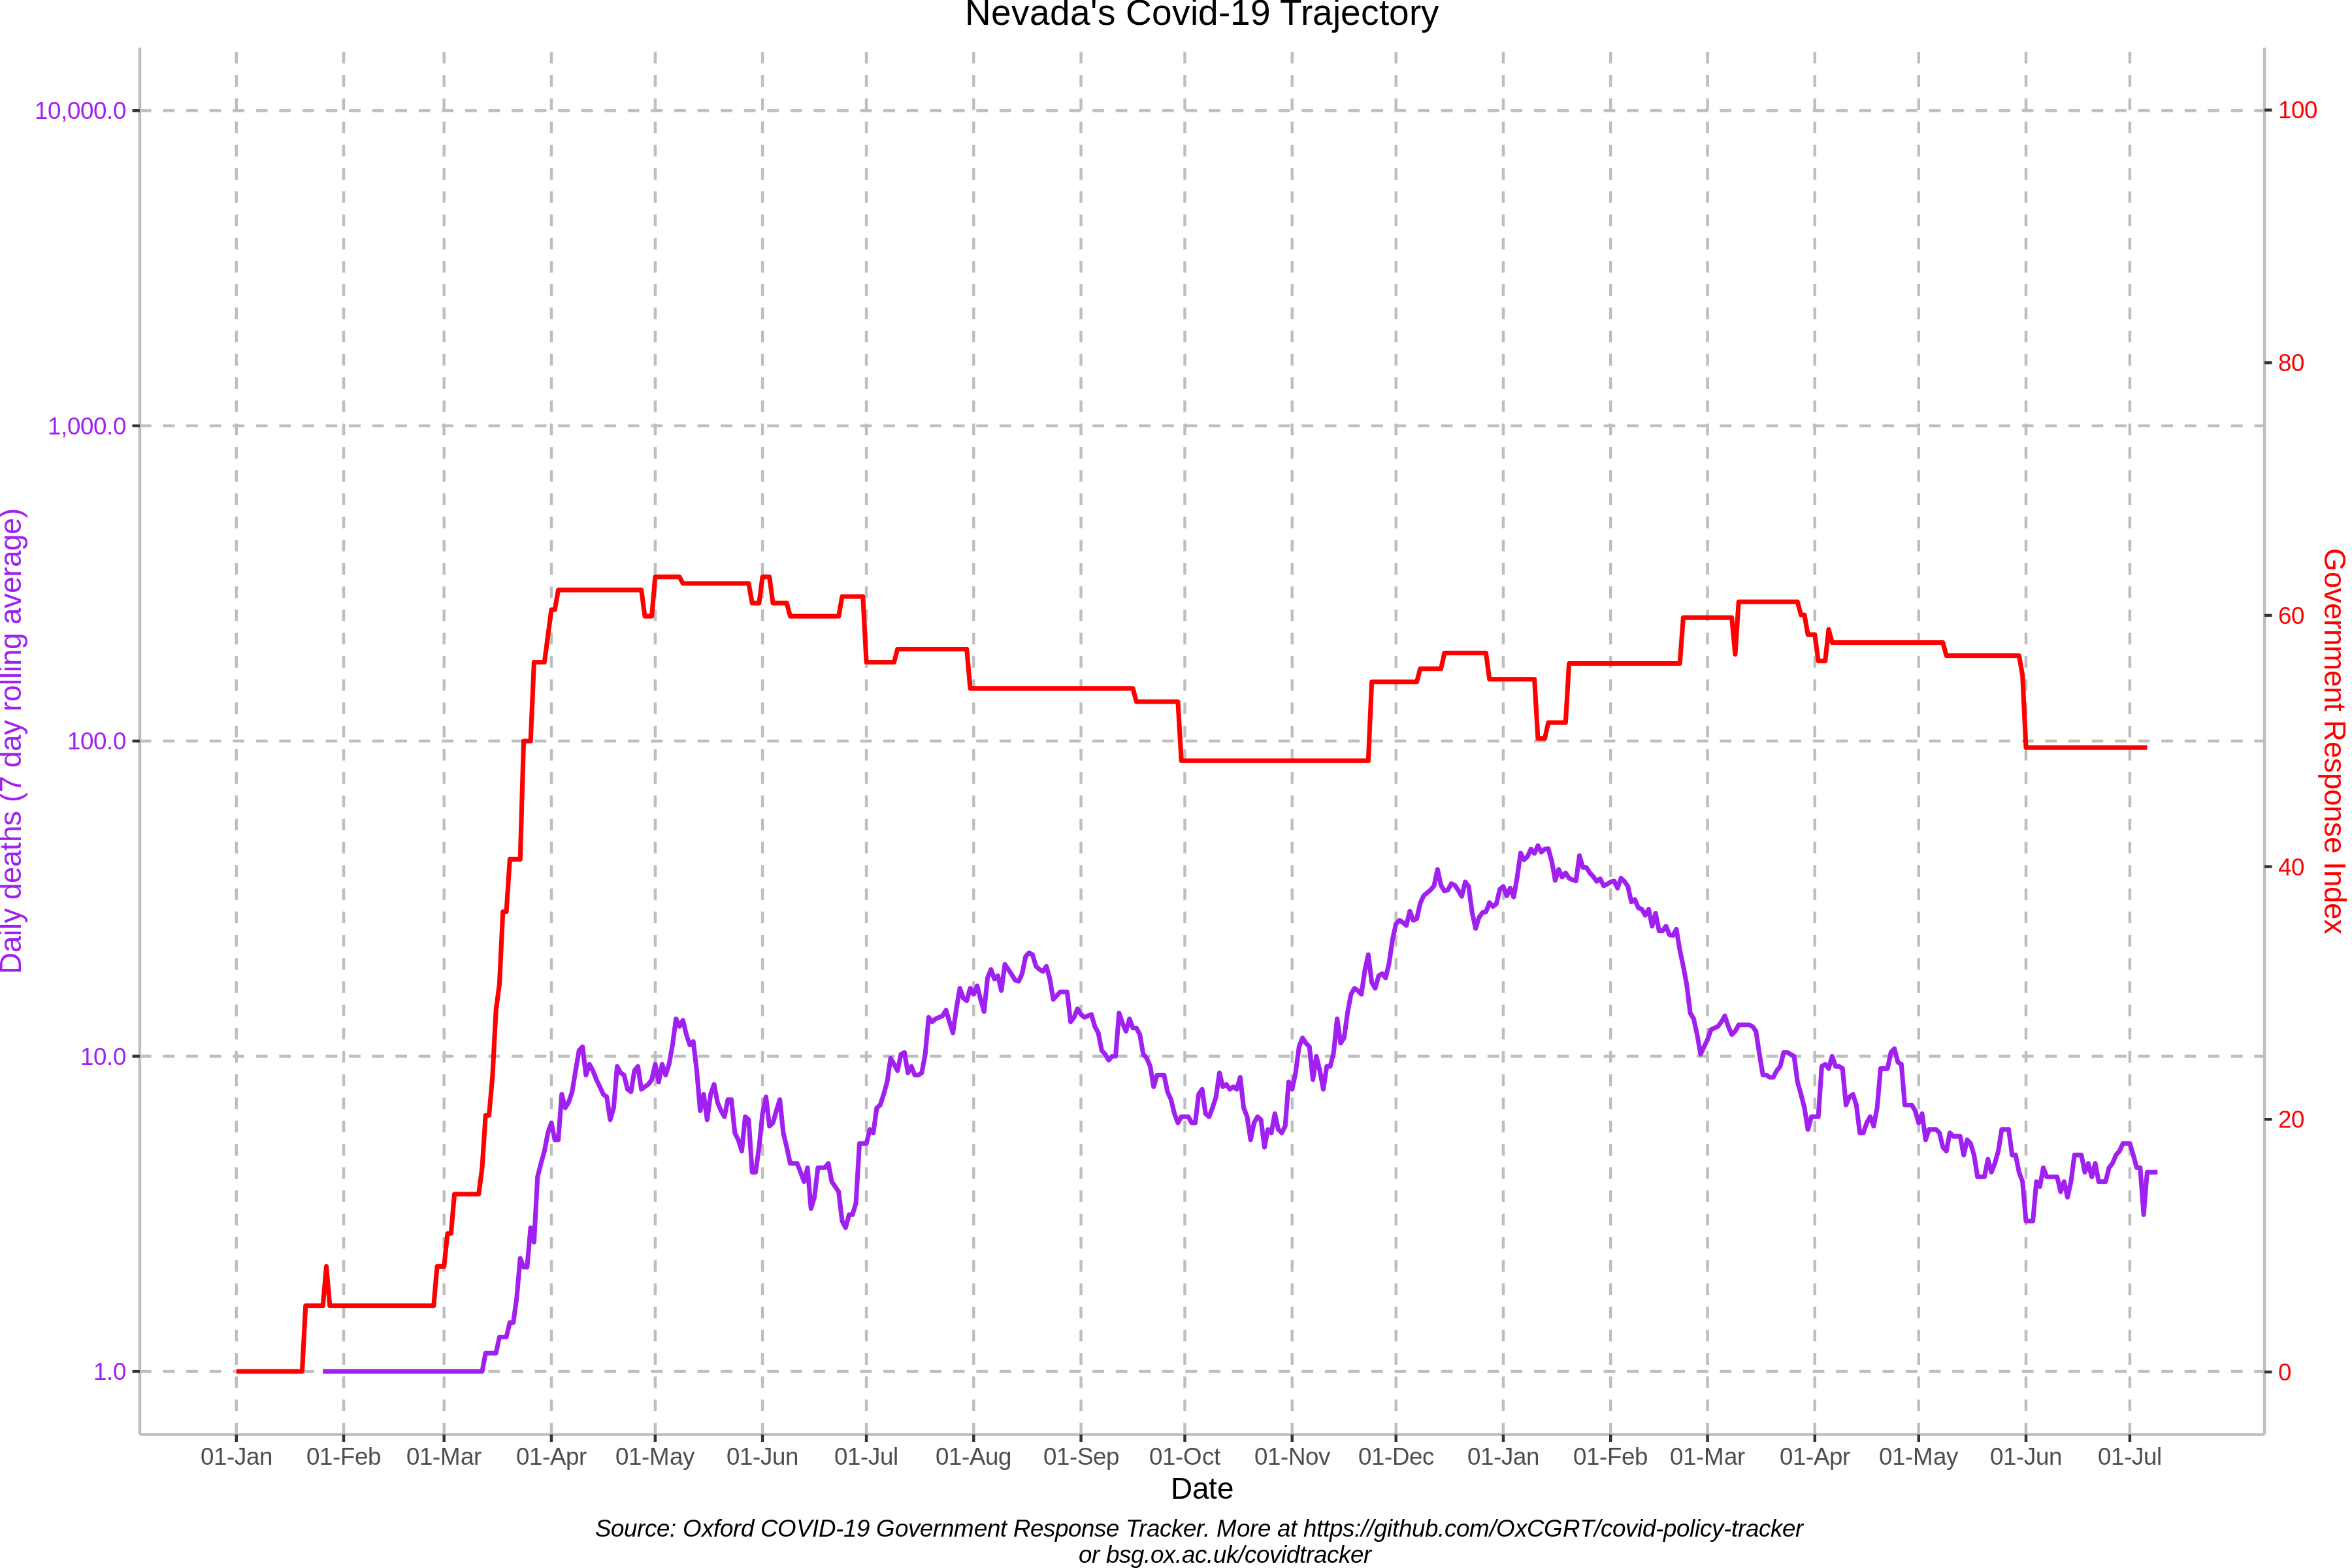 Nevada's Covid-19 Trajectory
10,000.0
1,000.0
100.0
10.0
1.0
Daily deaths (7 day rolling average)
100
80
60
40
20
0
Government Response Index
01-Jan 01-Feb 01-Mar 01-Apr 01-May 01-Jun 01-Jul 01-Aug 01-Sep 01-Oct 01-Nov 01-Dec 01-Jan 01-Feb 01-Mar 01-Apr 01-May 01-Jun 01-Jul
Date
Source: Oxford COVID-19 Government Response Tracker. More at https://github.com/OxCGRT/covid-policy-tracker
or bsg.ox.ac.uk/covidtracker